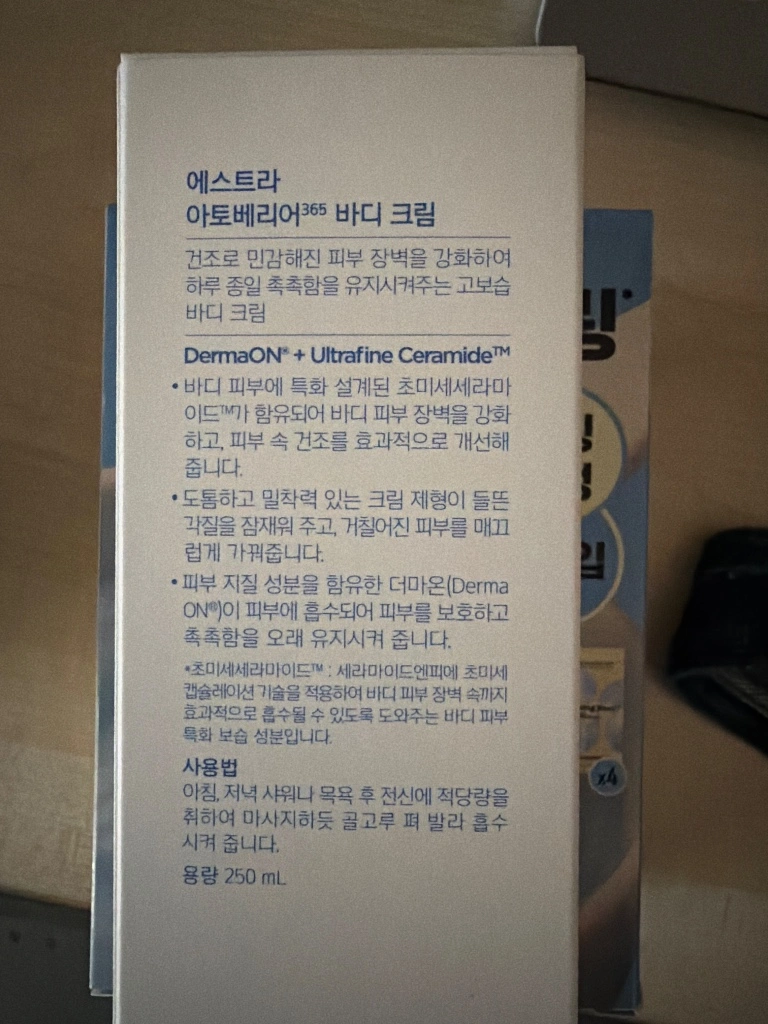 에스트라
아토베리어³⁶⁵ 바디 크림
건조로 민감해진 피부 장벽을 강화하여
하루 종일 촉촉함을 유지시켜주는 고보습
바디 크림
DermaON® + Ultrafine Ceramide™
• 바디 피부에 특화 설계된 초미세세라마
이드™가 함유되어 바디 피부 장벽을 강화
하고, 피부 속 건조를 효과적으로 개선해
줍니다.
• 도톰하고 밀착력 있는 크림 제형이 들뜬
각질을 잠재워 주고, 거칠어진 피부를 매끄
럽게 가꿔줍니다.
• 피부 지질 성분을 함유한 더마온(Derma
ON®)이 피부에 흡수되어 피부를 보호하고
촉촉함을 오래 유지시켜 줍니다.
*초미세세라마이드™ : 세라마이드엔피에 초미세
캡슐레이션 기술을 적용하여 바디 피부 장벽 속까지
효과적으로 흡수될 수 있도록 도와주는 바디 피부
특화 보습 성분입니다.
사용법
아침, 저녁 샤워나 목욕 후 전신에 적당량을
취하여 마사지하듯 골고루 펴 발라 흡수
시켜 줍니다.
용량 250 mL
x4